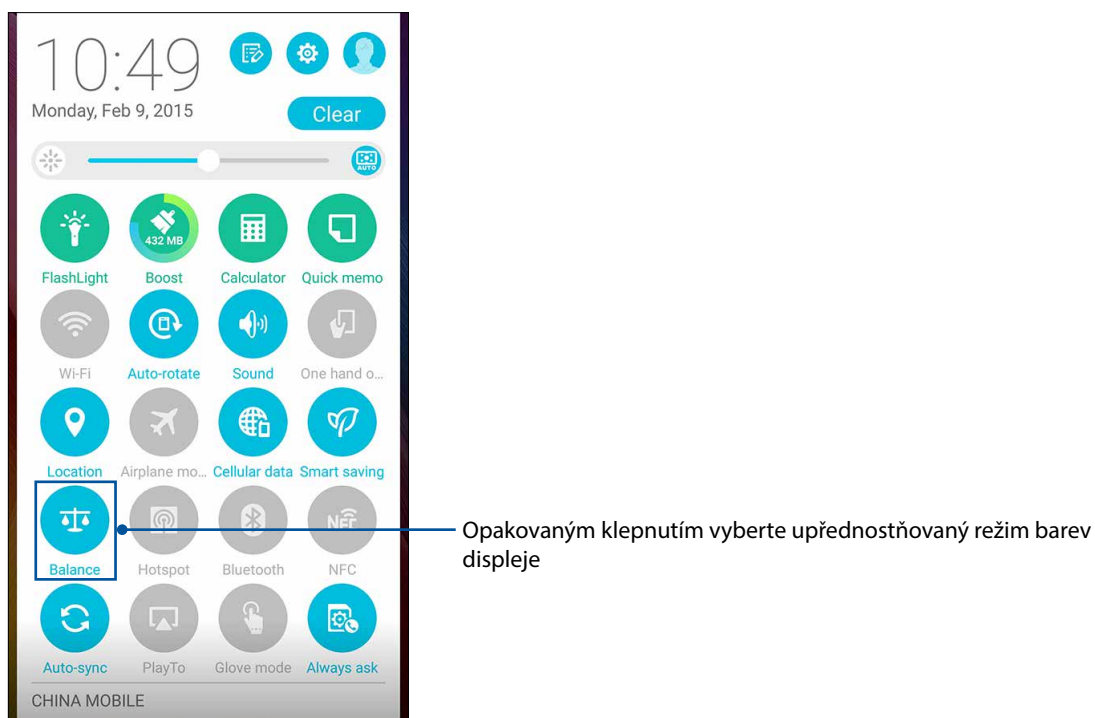 10:49
Monday, Feb 9, 2015
Clear
AUTO
432 MB
FlashLight Boost Calculator Quick memo
Wi-Fi Auto-rotate Sound One hand o...
Location Airplane mo... Cellular data Smart saving
NFC
Balance Hotspot Bluetooth NFC
Opakovaným klepnutím vyberte upřednostňovaný režim barev
displeje
Auto-sync PlayTo Glove mode Always ask
CHINA MOBILE